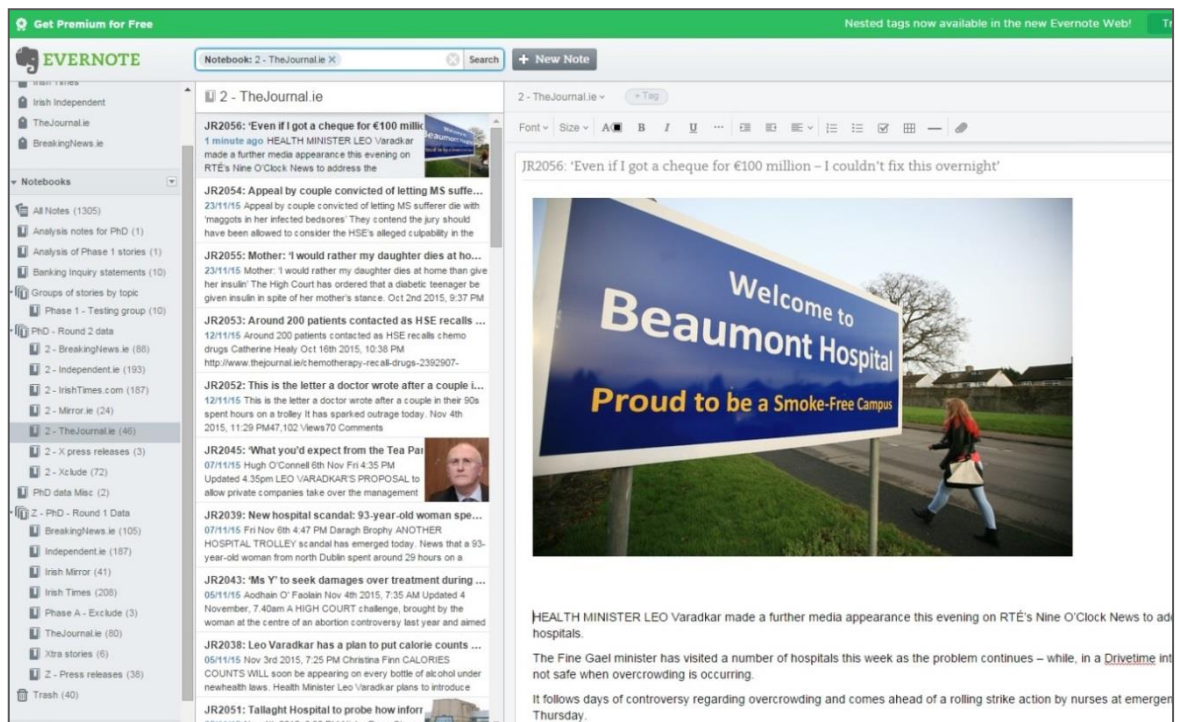 Get Premium for Free
Nested tags now available in the new Evernote Web!
EVERNOTE
Notebook: 2 - TheJournal.ie ×
Search
+ New Note
Irish Times
Irish Independent
TheJournal.ie
BreakingNews.ie
Notebooks
All Notes (1305)
Analysis notes for PhD (1)
Analysis of Phase 1 stories (1)
Banking Inquiry statements (10)
Groups of stories by topic
Phase 1 - Testing group (10)
PhD - Round 2 data
2 - BreakingNews.ie (88)
2 - Independent.ie (193)
2 - IrishTimes.com (187)
2 - Mirror.ie (24)
2 - TheJournal.ie (46)
2 - X press releases (3)
2 - Xclude (72)
PhD data Misc (2)
Z - PhD - Round 1 Data
BreakingNews.ie (105)
Independent.ie (187)
Irish Mirror (41)
Irish Times (208)
Phase A - Exclude (3)
TheJournal.ie (80)
Xtra stories (6)
Z - Press releases (38)
Trash (40)
2 - TheJournal.ie
JR2056: 'Even if I got a cheque for €100 millic
1 minute ago HEALTH MINISTER LEO Varadkar
made a further media appearance this evening on
RTÉ's Nine O'Clock News to address the
JR2054: Appeal by couple convicted of letting MS suffe...
23/11/15 Appeal by couple convicted of letting MS sufferer die with
'maggots in her infected bedsores' They contend the jury should
have been allowed to consider the HSE's alleged culpability in the
JR2055: Mother: 'I would rather my daughter dies at ho...
23/11/15 Mother: 'I would rather my daughter dies at home than give
her insulin' The High Court has ordered that a diabetic teenager be
given insulin in spite of her mother's stance. Oct 2nd 2015, 9:37 PM
JR2053: Around 200 patients contacted as HSE recalls ...
12/11/15 Around 200 patients contacted as HSE recalls chemo
drugs Catherine Healy Oct 16th 2015, 10:38 PM
http://www.thejournal.ie/chemotherapy-recall-drugs-2392907-
JR2052: This is the letter a doctor wrote after a couple i...
12/11/15 This is the letter a doctor wrote after a couple in their 90s
spent hours on a trolley It has sparked outrage today. Nov 4th
2015, 11:29 PM47,102 Views70 Comments
JR2045: 'What you'd expect from the Tea Par
07/11/15 Hugh O'Connell 6th Nov Fri 4:35 PM
Updated 4.35pm LEO VARADKAR'S PROPOSAL to
allow private companies take over the management
JR2039: New hospital scandal: 93-year-old woman spe...
07/11/15 Fri Nov 6th 4:47 PM Daragh Brophy ANOTHER
HOSPITAL TROLLEY scandal has emerged today. News that a 93-
year-old woman from north Dublin spent around 29 hours on a
JR2043: 'Ms Y' to seek damages over treatment during ...
05/11/15 Aodhain O' Faolain Nov 4th 2015, 7:35 AM Updated 4
November, 7.40am A HIGH COURT challenge, brought by the
woman at the centre of an abortion controversy last year and aimed
JR2038: Leo Varadkar has a plan to put calorie counts ...
05/11/15 Nov 3rd 2015, 7:25 PM Christina Finn CALORIES
COUNTS WILL soon be appearing on every bottle of alcohol under
newhealth laws. Health Minister Leo Varadkar plans to introduce
JR2051: Tallaght Hospital to probe how inforr
2 - TheJournal.ie
+ Tag
Font Size A B I U ...
JR2056: 'Even if I got a cheque for €100 million – I couldn't fix this overnight'
Welcome to
Beaumont Hospital
Proud to be a Smoke-Free Campus
HEALTH MINISTER LEO Varadkar made a further media appearance this evening on RTÉ's Nine O'Clock News to add
hospitals.
The Fine Gael minister has visited a number of hospitals this week as the problem continues – while, in a Drivetime int
not safe when overcrowding is occurring.
It follows days of controversy regarding overcrowding and comes ahead of a rolling strike action by nurses at emergen
Thursday.